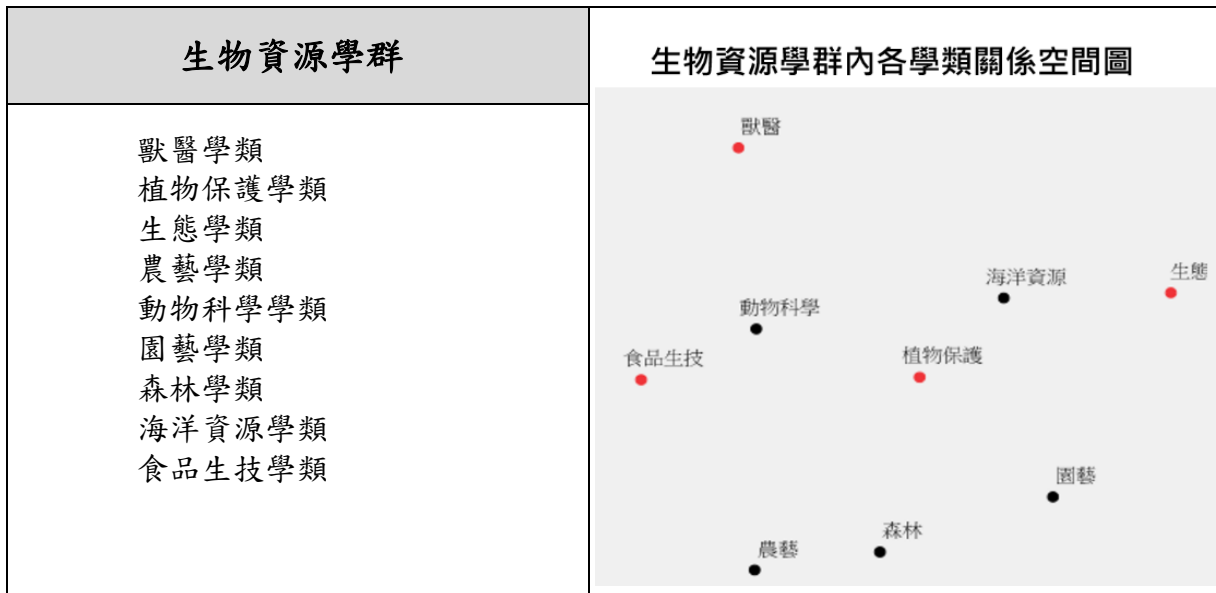 生物資源學群
獸醫學類
植物保護學類
生態學類
農藝學類
動物科學學類
園藝學類
森林學類
海洋資源學類
食品生技學類
生物資源學群內各學類關係空間圖
獸醫
海洋資源
生態
動物科學
食品生技
植物保護
園藝
森林
農藝